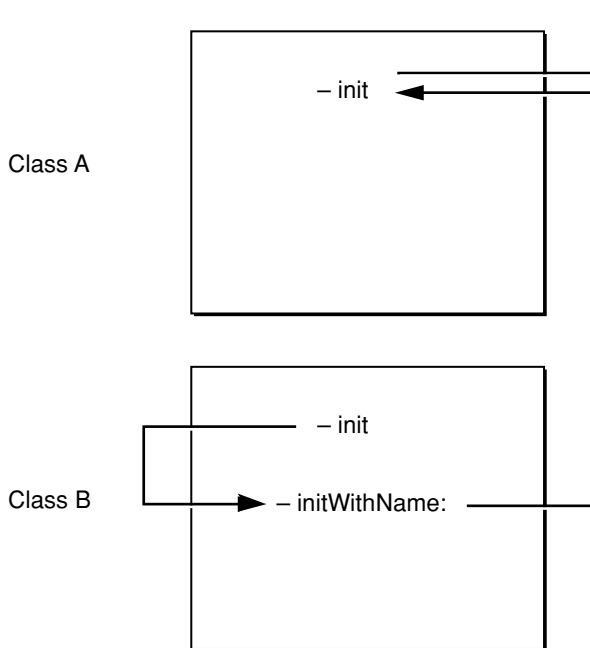 – init
Class A
– init
Class B
– initWithName: